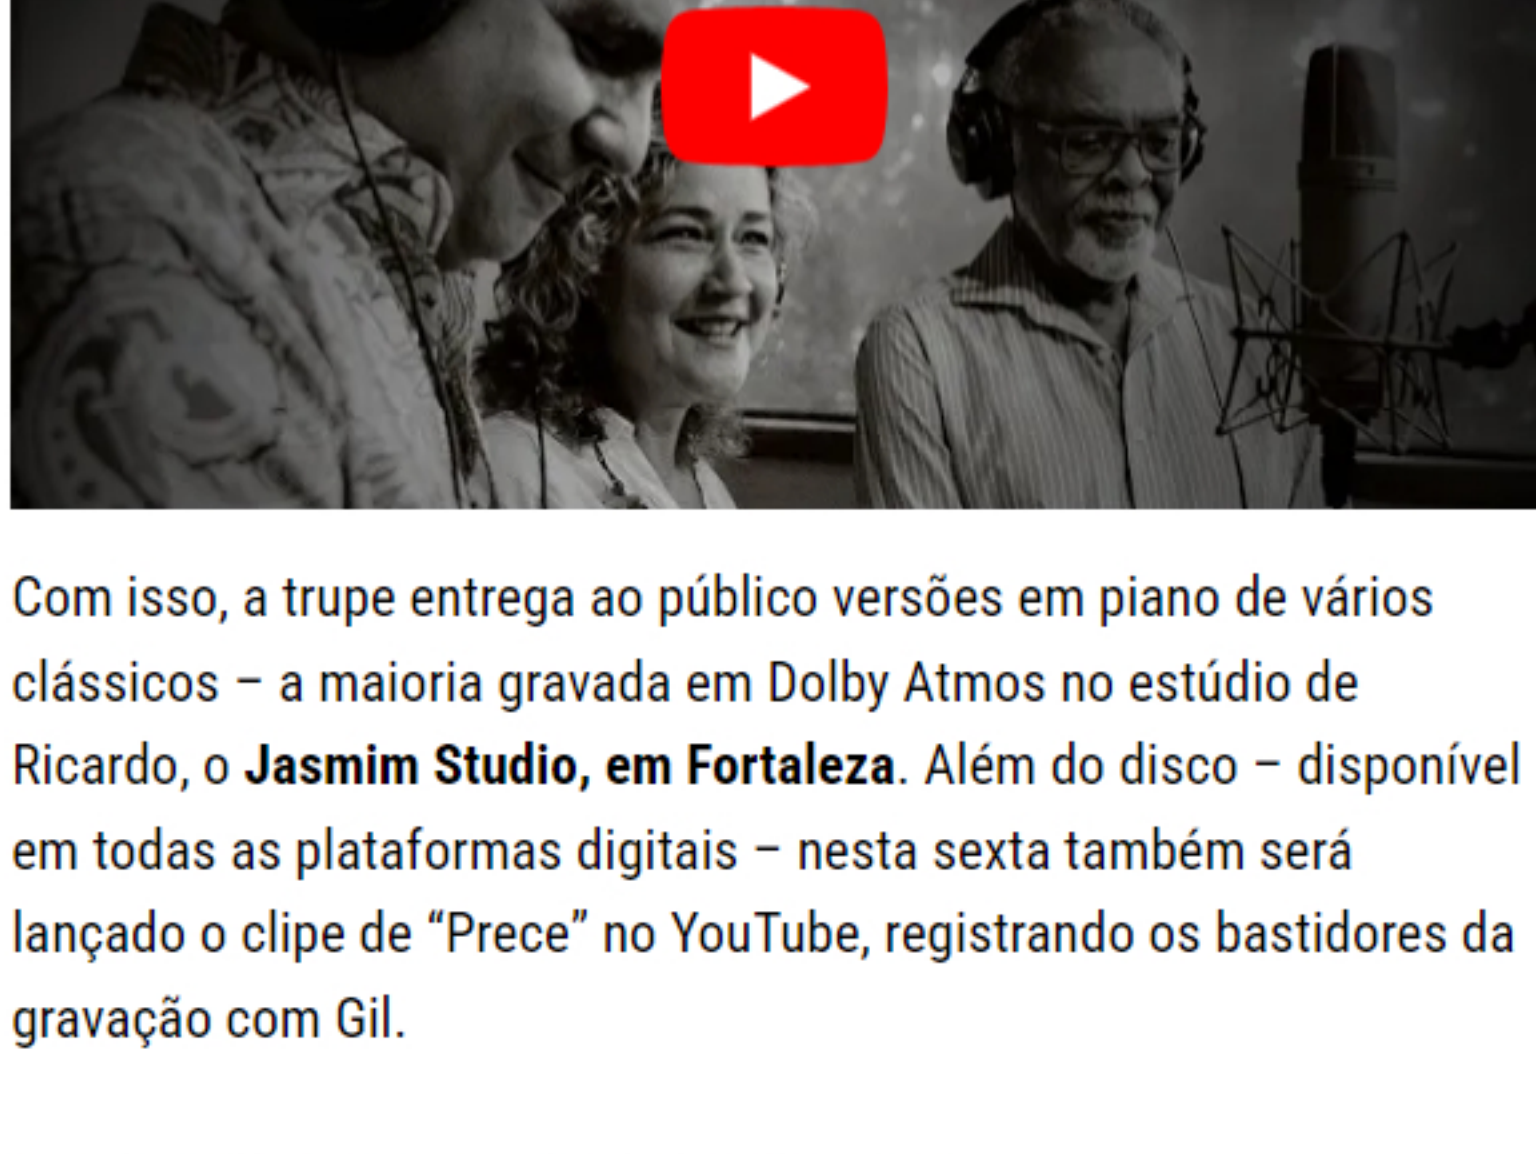 Com isso, a trupe entrega ao público versões em piano de vários
clássicos – a maioria gravada em Dolby Atmos no estúdio de
Ricardo, o Jasmim Studio, em Fortaleza. Além do disco – disponível
em todas as plataformas digitais – nesta sexta também será
lançado o clipe de “Prece” no YouTube, registrando os bastidores da
gravação com Gil.